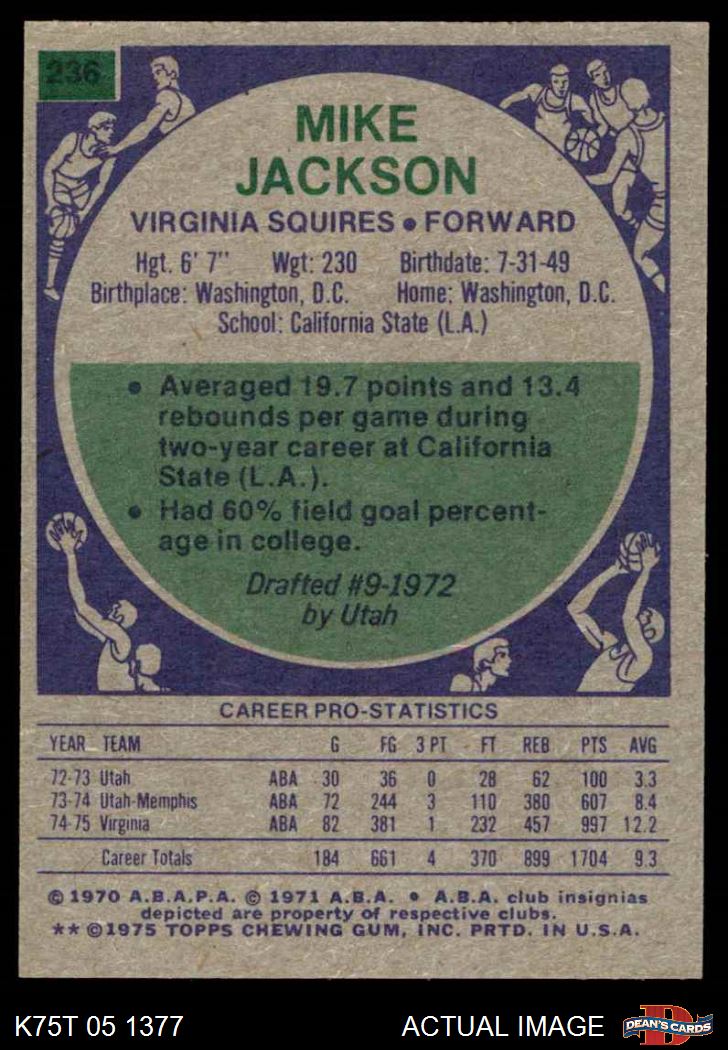 236
MIKE
JACKSON
VIRGINIA SQUIRES • FORWARD
Hgt. 6' 7" Wgt: 230 Birthdate: 7-31-49
Birthplace: Washington, D.C. Home: Washington, D.C.
School: California State (L.A.)
• Averaged 19.7 points and 13.4
rebounds per game during
two-year career at California
State (L.A.).
• Had 60% field goal percent-
age in college.
Drafted #9-1972
by Utah
CAREER PRO-STATISTICS
YEAR TEAM G FG 3 PT FT REB PTS AVG
72-73 Utah ABA 30 36 0 28 62 100 3.3
73-74 Utah-Memphis ABA 72 244 3 110 380 607 8.4
74-75 Virginia ABA 82 381 1 232 457 997 12.2
Career Totals 184 661 4 370 899 1704 9.3
© 1970 A.B.A.P.A. © 1971 A.B.A. • A.B.A. club insignias
depicted are property of respective clubs.
** ©1975 TOPPS CHEWING GUM, INC. PRTD. IN U.S.A.
K75T 05 1377 ACTUAL IMAGE DEAN'S CARDS